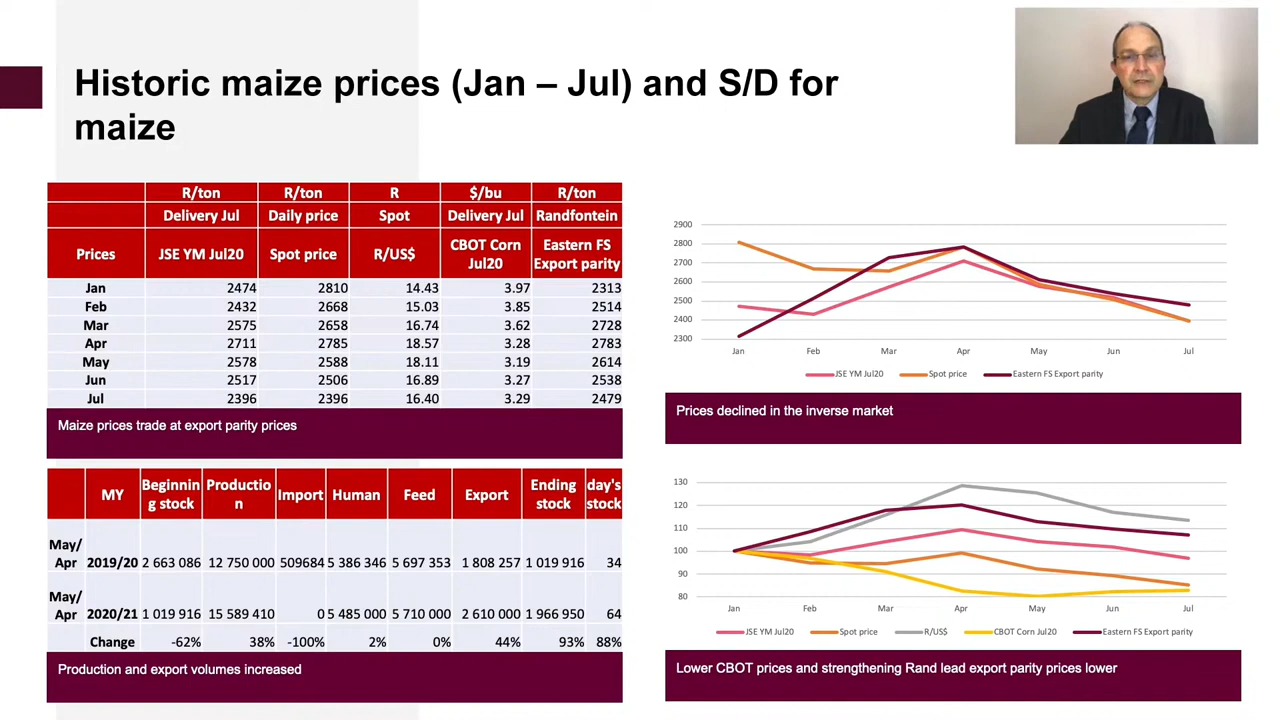 Historic maize prices (Jan – Jul) and S/D for
maize
R/ton R/ton R $/bu R/ton
Delivery Jul Daily price Spot Delivery Jul Randfontein
Prices JSE YM Jul20 Spot price R/US$ CBOT Corn Jul20 Eastern FS Export parity
Jan 2474 2810 14.43 3.97 2313
Feb 2432 2668 15.03 3.85 2514
Mar 2575 2658 16.74 3.62 2728
Apr 2711 2785 18.57 3.28 2783
May 2578 2588 18.11 3.19 2614
Jun 2517 2506 16.89 3.27 2538
Jul 2396 2396 16.40 3.29 2479
Maize prices trade at export parity prices
MY Beginnin g stock Productio n Import Human Feed Export Ending stock day's stock
May/ Apr 2019/20 2 663 086 12 750 000 509684 5 386 346 5 697 353 1 808 257 1 019 916 34
May/ Apr 2020/21 1 019 916 15 589 410 0 5 485 000 5 710 000 2 610 000 1 966 950 64
Change -62% 38% -100% 2% 0% 44% 93% 88%
Production and export volumes increased
2900
2800
2700
2600
2500
2400
2300
Jan Feb Mar Apr May Jun Jul
JSE YM Jul20 Spot price Eastern FS Export parity
Prices declined in the inverse market
130
120
110
100
90
80
Jan Feb Mar Apr May Jun Jul
JSE YM Jul20 Spot price R/US$ CBOT Corn Jul20 Eastern FS Export parity
Lower CBOT prices and strengthening Rand lead export parity prices lower